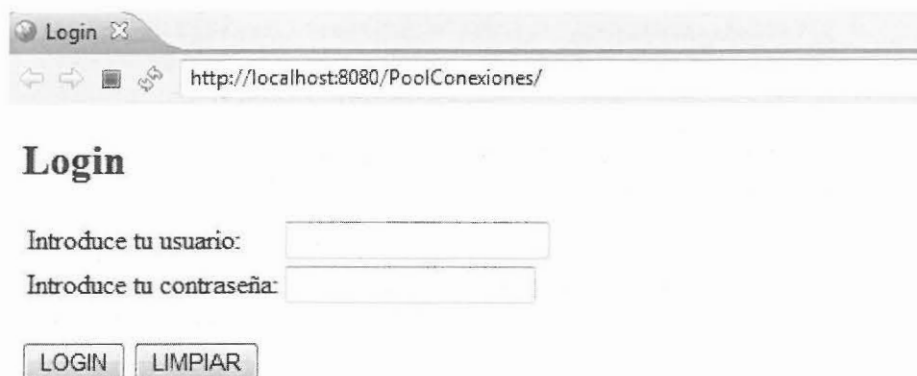 Login
http://localhost:8080/PoolConexiones/
Login
Introduce tu usuario:
Introduce tu contraseña:
LOGIN LIMPIAR